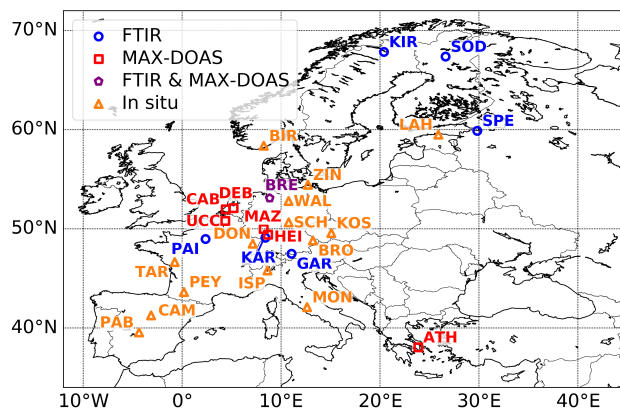 70°N
FTIR
MAX-DOAS
FTIR & MAX-DOAS
In situ
KIR
SOD
60°N
SPE
LAH
BIR
ZIN
BRE
CAB
DEB
WAL
UCC
MAZ
SCH
KOS
50°N
DON
HEI
PAI
KAR
BRO
GAR
TAR
ISP
PEY
MON
CAM
PAB
40°N
ATH
10°W
0°
10°E
20°E
30°E
40°E